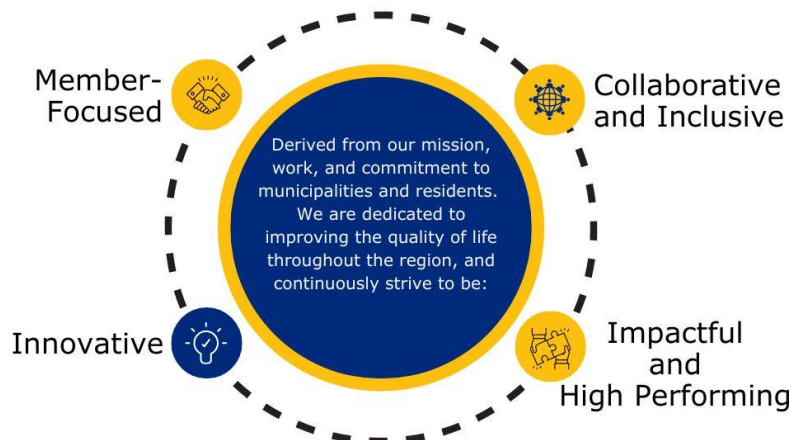 Member-
Focused
Collaborative
and Inclusive
Derived from our mission,
work, and commitment to
municipalities and residents.
We are dedicated to
improving the quality of life
throughout the region, and
continuously strive to be:
Innovative
Impactful
and
High Performing